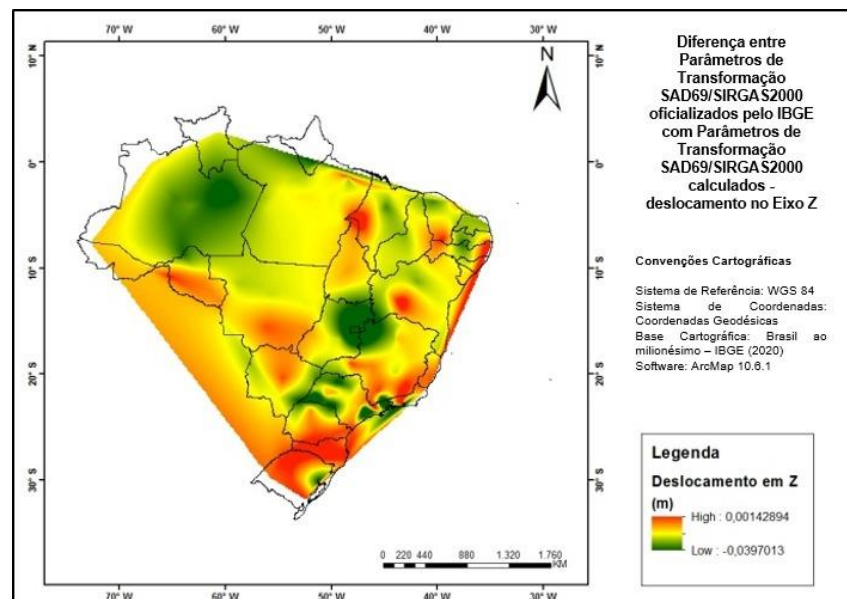 70° W
60° W
50° W
40° W
30° W
10° N
0°
10° S
20° S
30° S
10° N
0°
10° S
20° S
30° S
N
0 220 440 880 1.320 1.760
KM
70° W
60° W
50° W
40° W
30° W
Diferença entre
Parâmetros de
Transformação
SAD69/SIRGAS2000
oficializados pelo IBGE
com Parâmetros de
Transformação
SAD69/SIRGAS2000
calculados -
deslocamento no Eixo Z
Convenções Cartográficas
Sistema de Referência: WGS 84
Sistema de Coordenadas:
Coordenadas Geodésicas
Base Cartográfica: Brasil ao
milionésimo – IBGE (2020)
Software: ArcMap 10.6.1
Legenda
Deslocamento em Z
(m)
High : 0,00142894
Low : -0,0397013